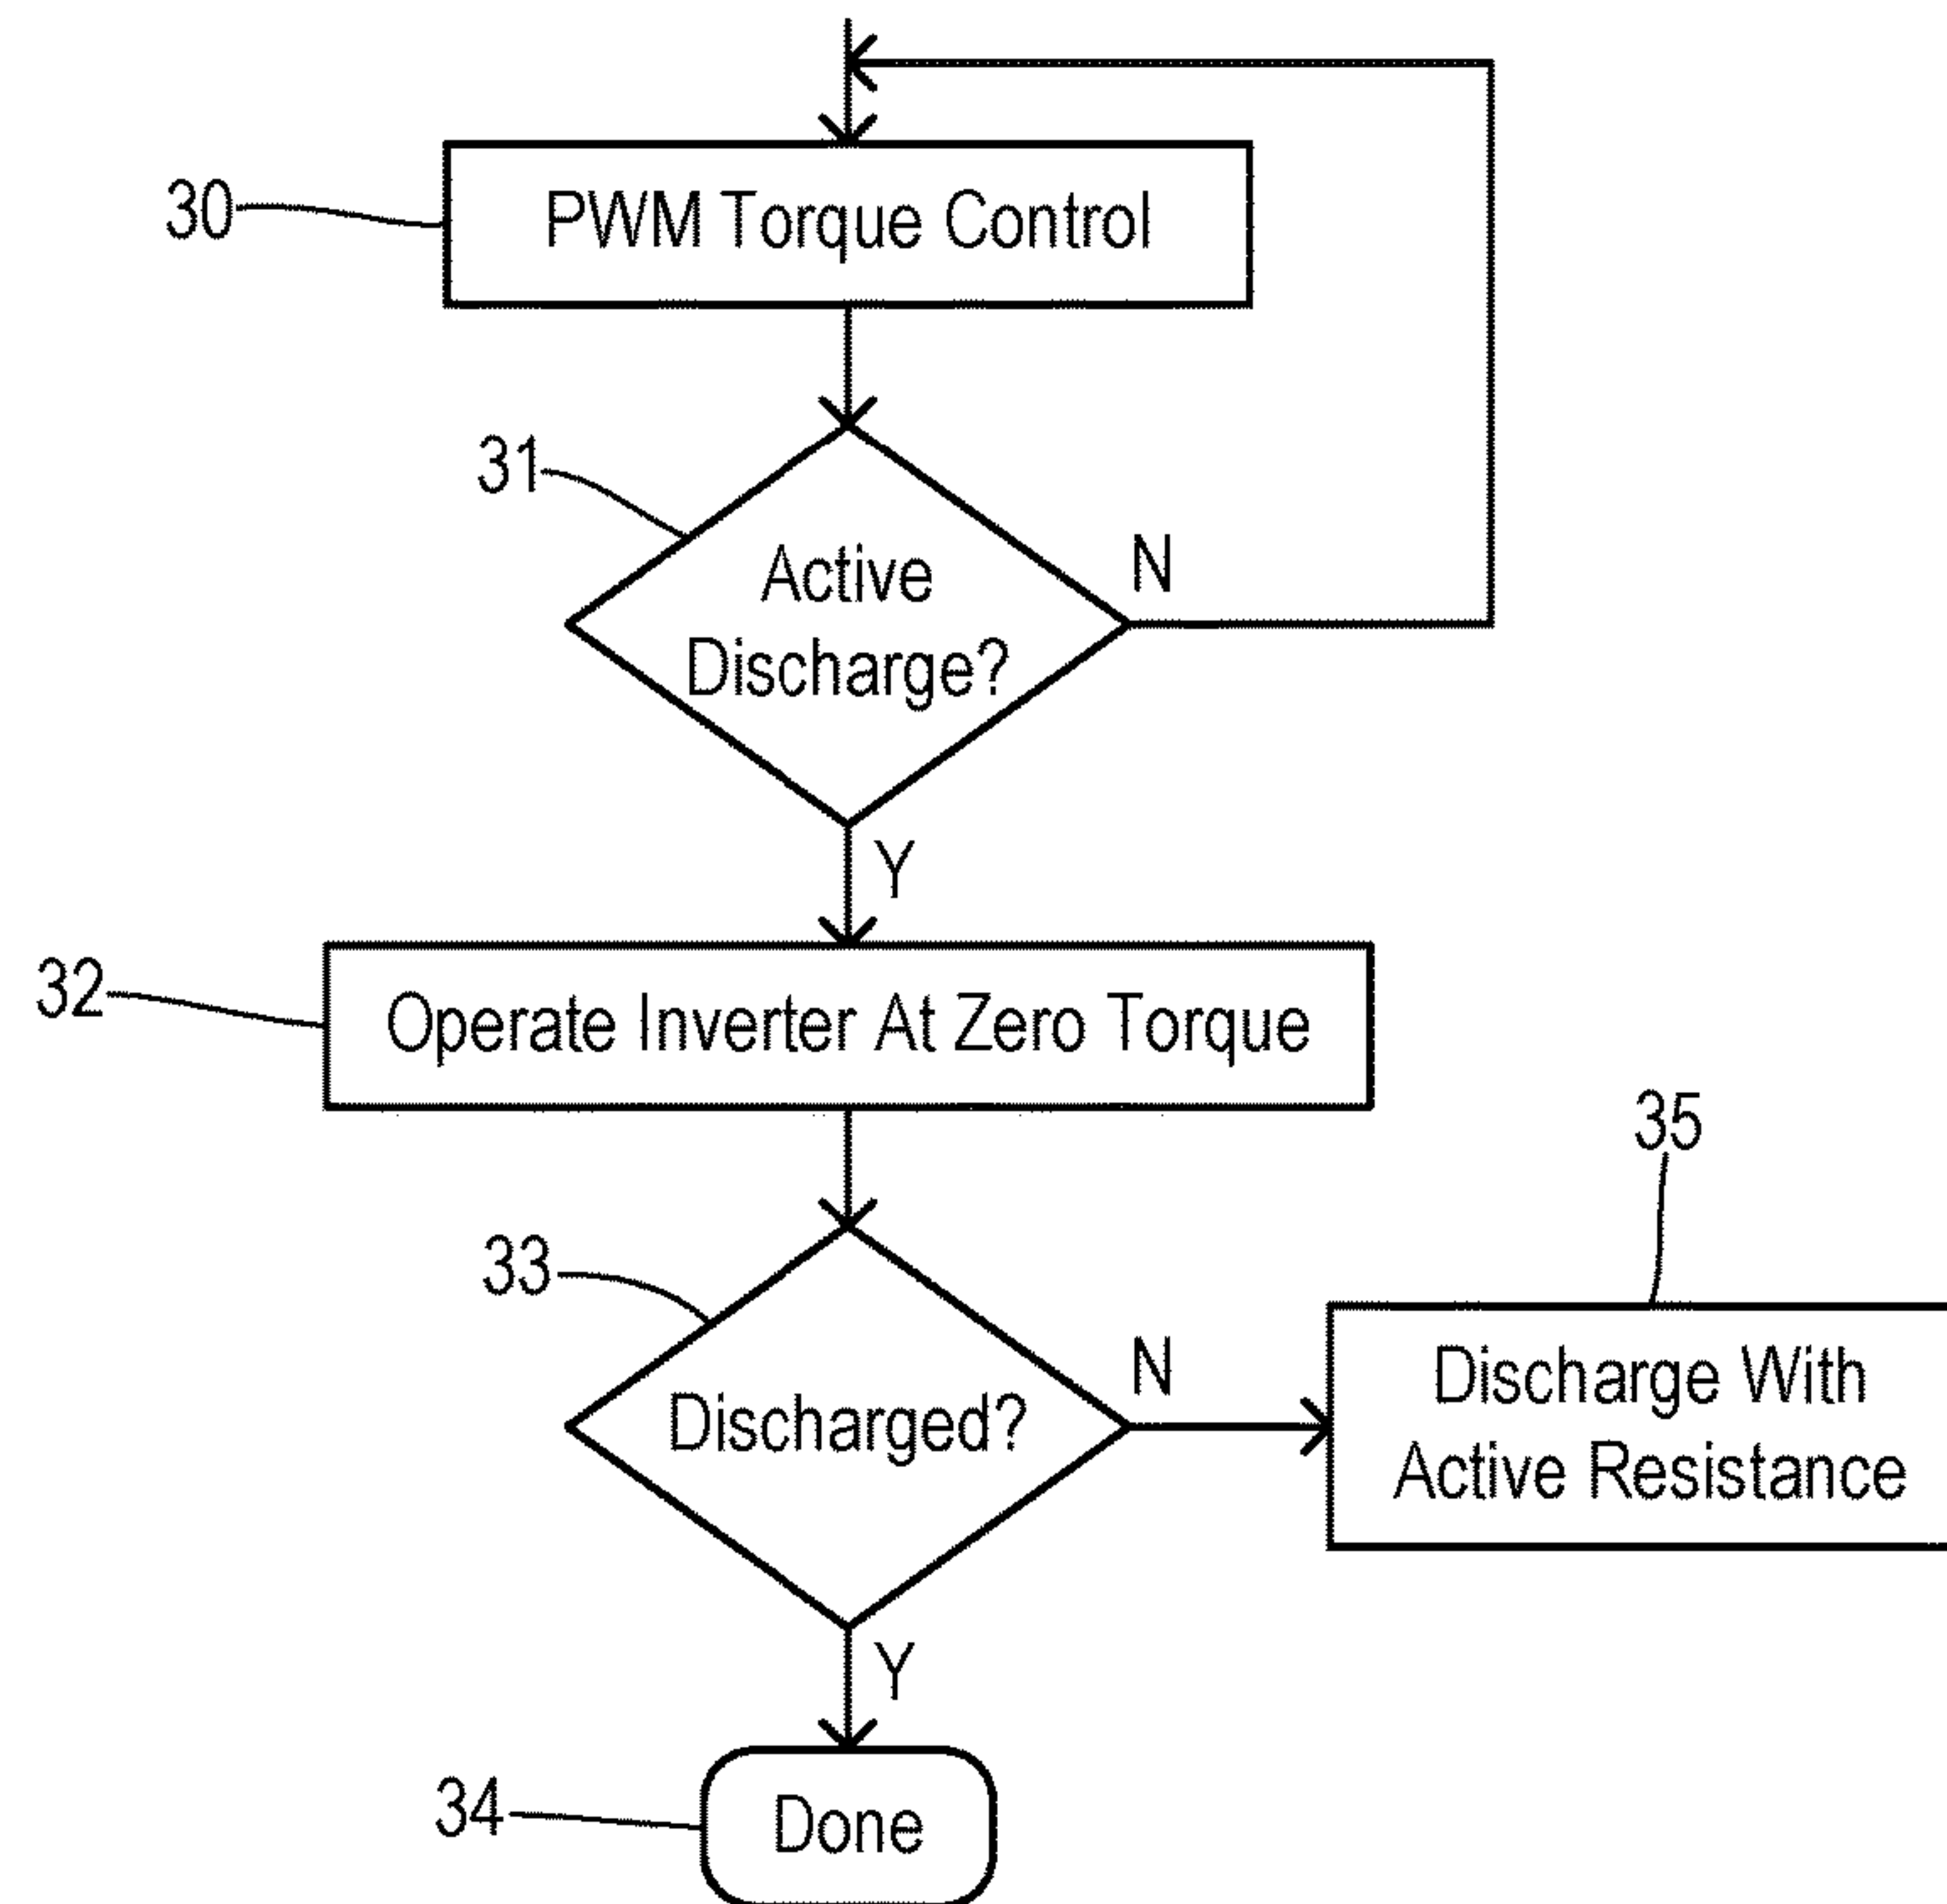 30
PWM Torque Control
31
Active
Discharge?
N
Y
32
Operate Inverter At Zero Torque
35
33
Discharged?
N
Discharge With
Active Resistance
Y
34
Done